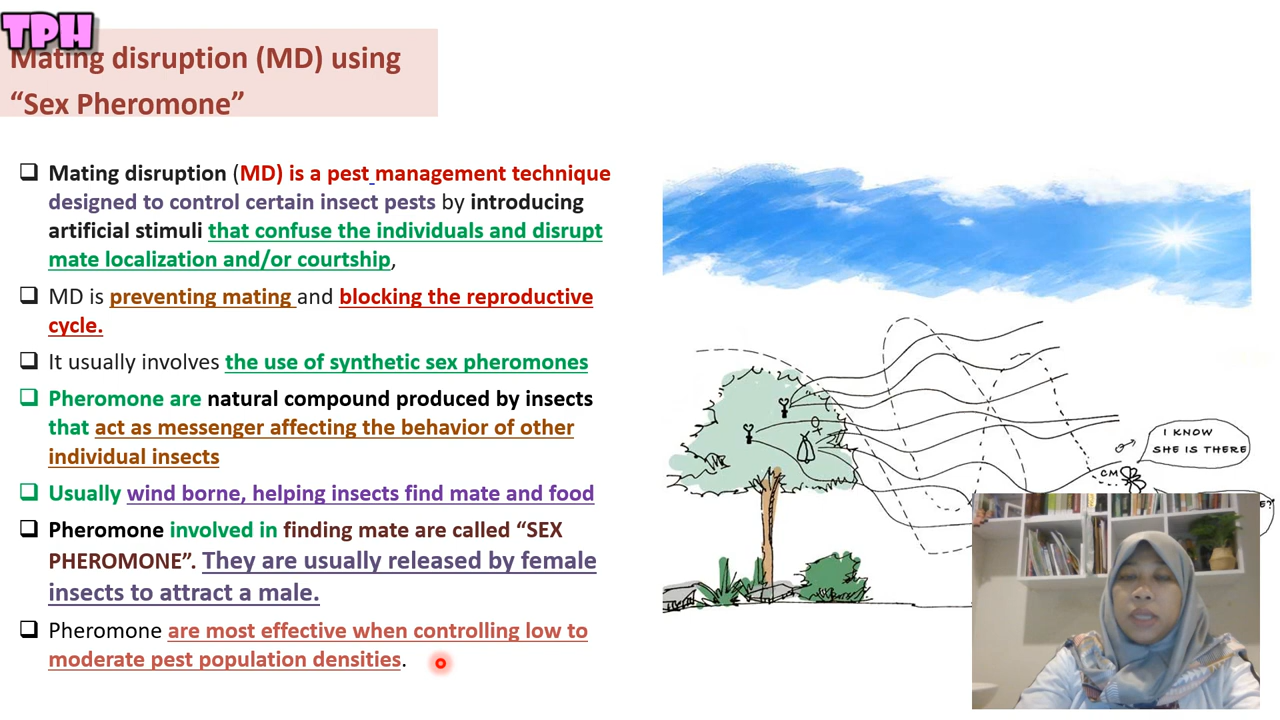 TPH
Mating disruption (MD) using
“Sex Pheromone”
❑ Mating disruption (MD) is a pest management technique
designed to control certain insect pests by introducing
artificial stimuli that confuse the individuals and disrupt
mate localization and/or courtship,
❑ MD is preventing mating and blocking the reproductive
cycle.
❑ It usually involves the use of synthetic sex pheromones
❑ Pheromone are natural compound produced by insects
that act as messenger affecting the behavior of other
individual insects
❑ Usually wind borne, helping insects find mate and food
❑ Pheromone involved in finding mate are called “SEX
PHEROMONE”. They are usually released by female
insects to attract a male.
❑ Pheromone are most effective when controlling low to
moderate pest population densities.
I KNOW
SHE IS THERE
CM